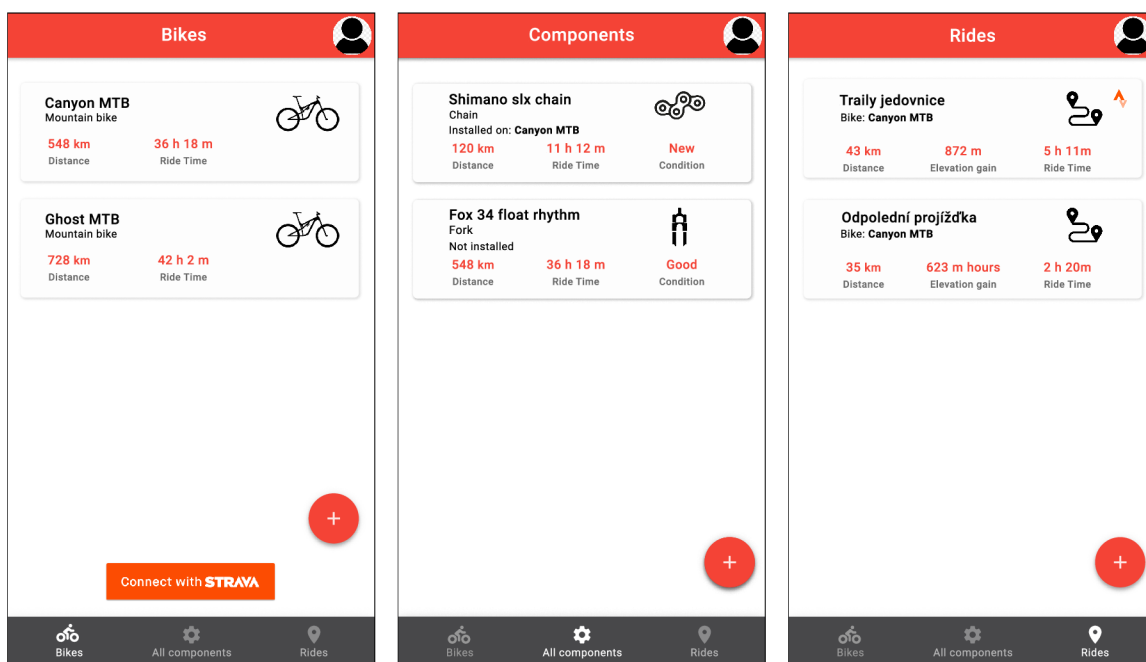 Bikes
Canyon MTB
Mountain bike
548 km 36 h 18 m
Distance Ride Time
Ghost MTB
Mountain bike
728 km 42 h 2 m
Distance Ride Time
+
Connect with STRAVA
Bikes All components Rides
Components
Shimano slx chain
Chain
Installed on: Canyon MTB
120 km 11 h 12 m New
Distance Ride Time Condition
Fox 34 float rhythm
Fork
Not installed
548 km 36 h 18 m Good
Distance Ride Time Condition
+
Bikes All components Rides
Rides
Traily jedovnice
Bike: Canyon MTB
43 km 872 m 5 h 11m
Distance Elevation gain Ride Time
Odpolední projížďka
Bike: Canyon MTB
35 km 623 m hours 2 h 20m
Distance Elevation gain Ride Time
+
Bikes All components Rides